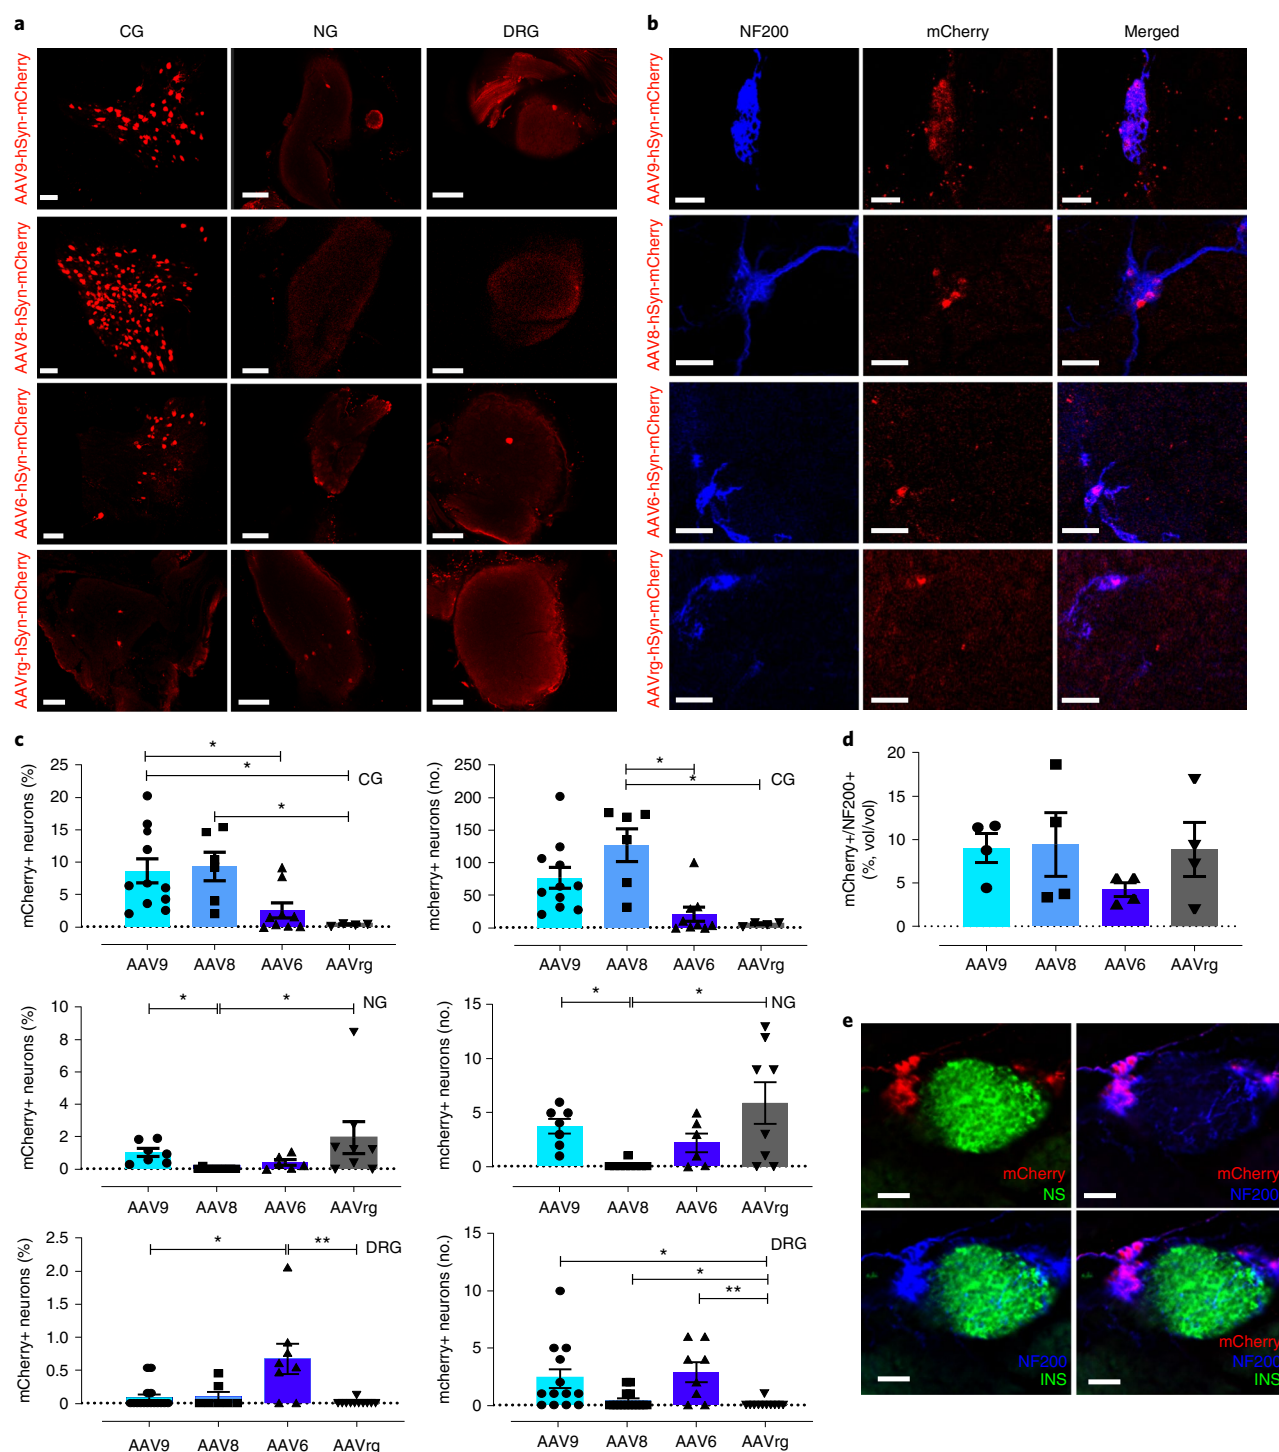 a
CG NG DRG
AAV9-hSyn-mCherry
AAV8-hSyn-mCherry
AAV6-hSyn-mCherry
AAVrg-hSyn-mCherry
b
NF200 mCherry Merged
AAV9-hSyn-mCherry
AAV8-hSyn-mCherry
AAV6-hSyn-mCherry
AAVrg-hSyn-mCherry
c
mCherry+ neurons (%)
25
20
15
10
5
0
* * *
CG
AAV9 AAV8 AAV6 AAVrg
mcherry+ neurons (no.)
250
200
150
100
50
0
* *
CG
AAV9 AAV8 AAV6 AAVrg
mCherry+ neurons (%)
10
8
6
4
2
0
* *
NG
AAV9 AAV8 AAV6 AAVrg
mcherry+ neurons (no.)
15
10
5
0
* *
NG
AAV9 AAV8 AAV6 AAVrg
mCherry+ neurons (%)
2.5
2.0
1.5
1.0
0.5
0
* **
DRG
AAV9 AAV8 AAV6 AAVrg
mcherry+ neurons (no.)
15
10
5
0
* * **
DRG
AAV9 AAV8 AAV6 AAVrg
d
mCherry+/NF200+
(%, vol/vol)
20
15
10
5
0
AAV9 AAV8 AAV6 AAVrg
e
mCherry
NS
mCherry
NF200
NF200
INS
mCherry
NF200
INS